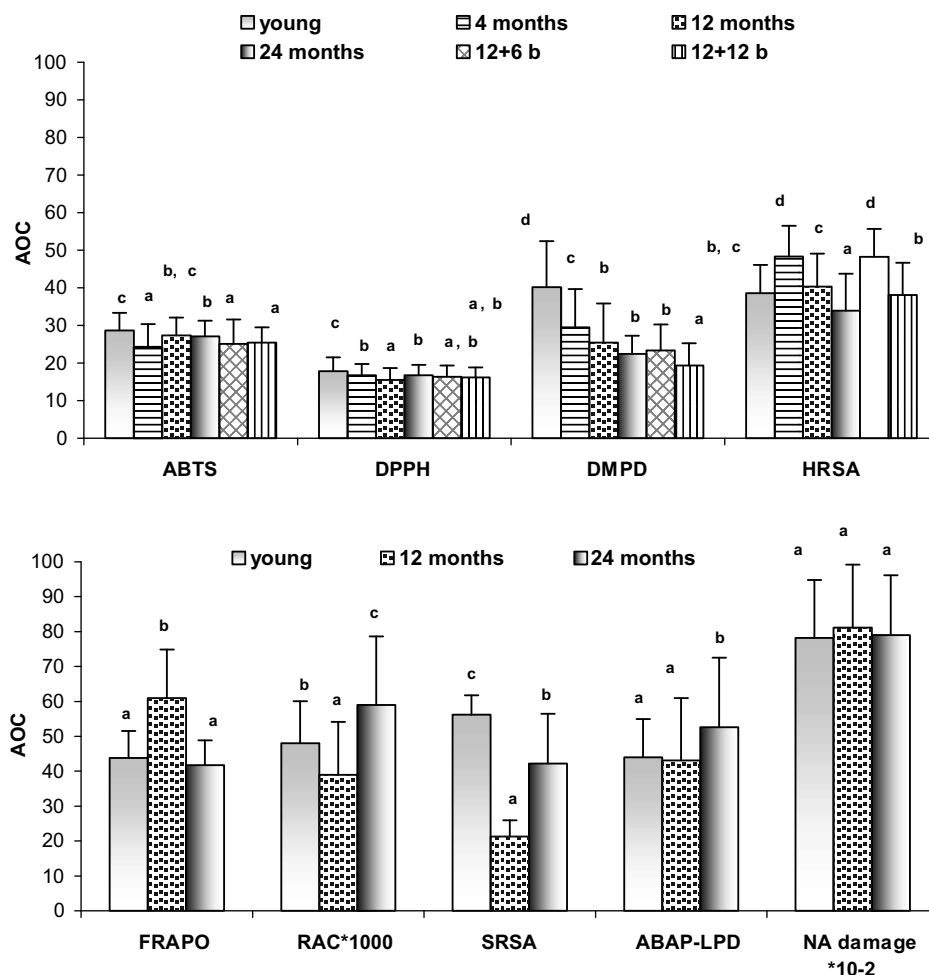 young 4 months 12 months
24 months 12+6 b 12+12 b
100
90
80
70
60
50
40
30
20
10
0
AOC
c a b, c b a a
c b a b a, b a, b
d c b b b a
b, c d c a d b
ABTS DPPH DMPD HRSA
young 12 months 24 months
100
90
80
70
60
50
40
30
20
10
0
AOC
a b a
b a c
c a b
a a b
a a a
FRAPO RAC*1000 SRSA ABAP-LPD NA damage
*10-2